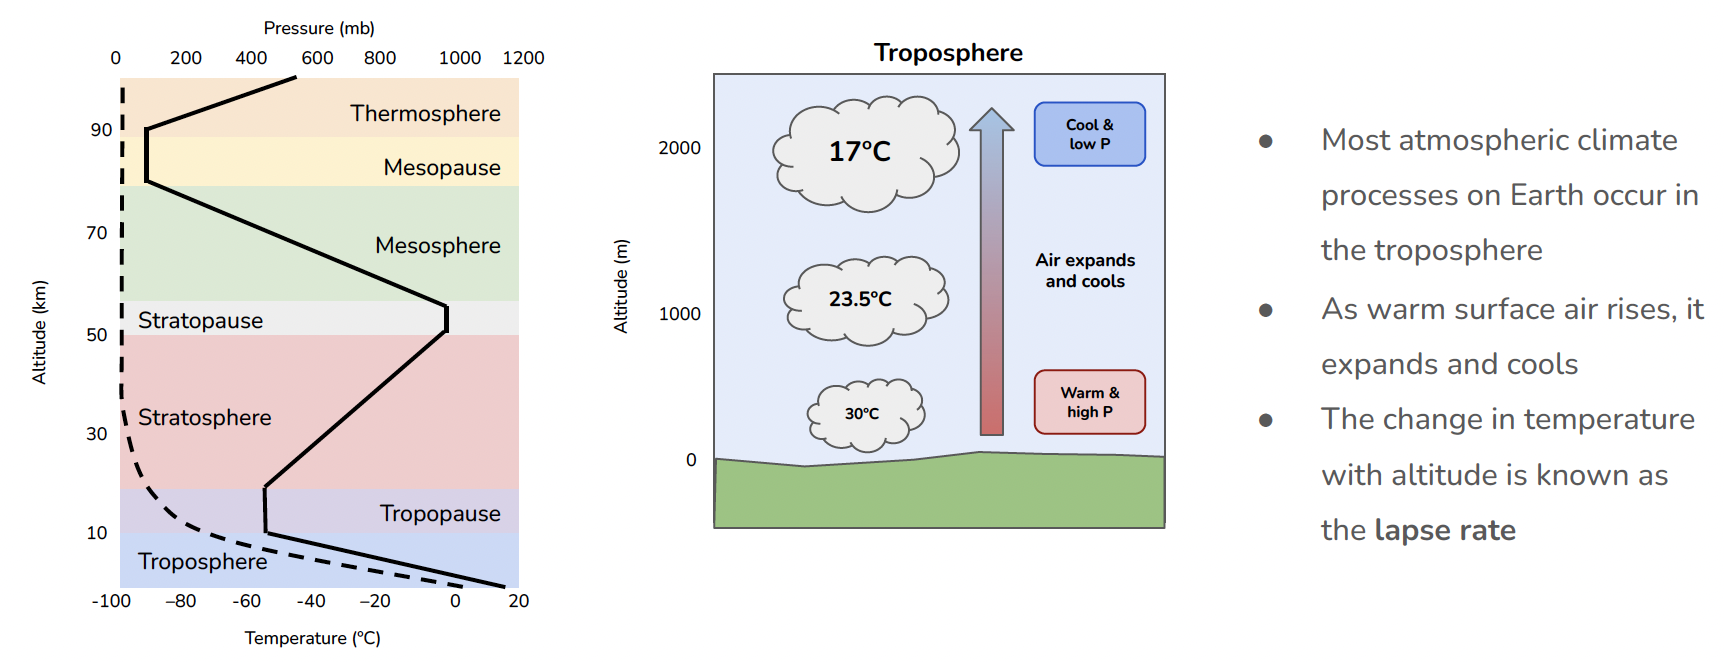 Pressure (mb)
0 200 400 600 800 1000 1200
Thermosphere
90
Mesopause
70
Mesosphere
Altitude (km)
Stratopause
50
Stratosphere
30
Tropopause
10
Troposphere
-100 –80 -60 -40 –20 0 20
Temperature (ºC)
Troposphere
2000
17ºC
Cool &
low P
Altitude (m)
1000
23.5ºC
Air expands
and cools
30ºC
Warm &
high P
0
● Most atmospheric climate
processes on Earth occur in
the troposphere
● As warm surface air rises, it
expands and cools
● The change in temperature
with altitude is known as
the lapse rate